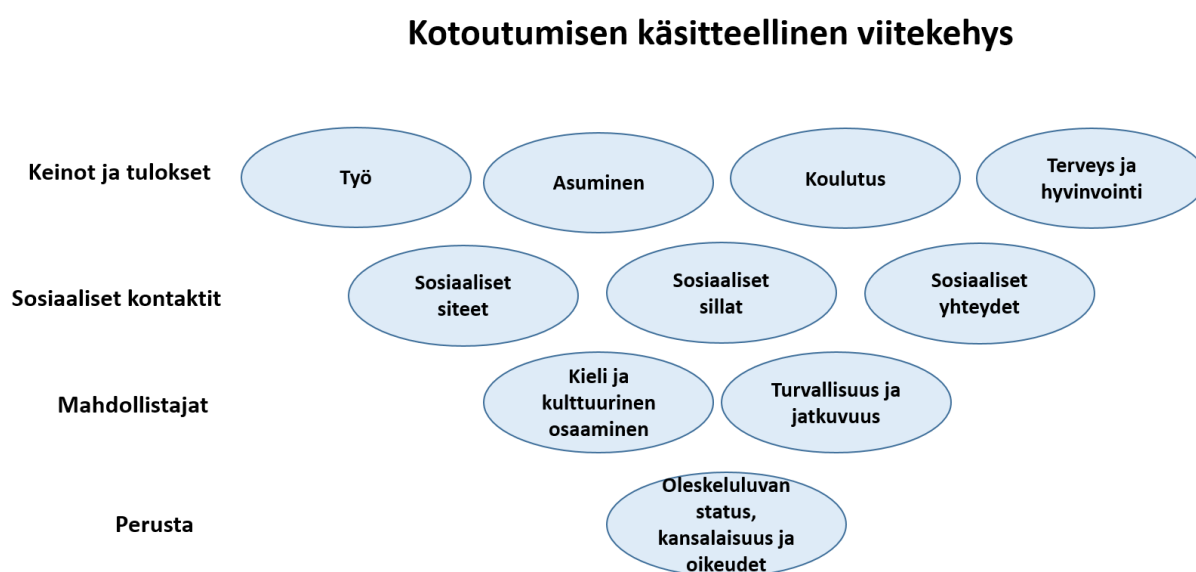 Kotoutumisen käsitteellinen viitekehys
Keinot ja tulokset
Työ
Asuminen
Koulutus
Terveys ja
hyvinvointi
Sosiaaliset kontaktit
Sosiaaliset
siteet
Sosiaaliset
sillat
Sosiaaliset
yhteydet
Mahdollistajat
Kieli ja
kulttuurinen
osaaminen
Turvallisuus ja
jatkuvuus
Perusta
Oleskeluluvan
status,
kansalaisuus ja
oikeudet